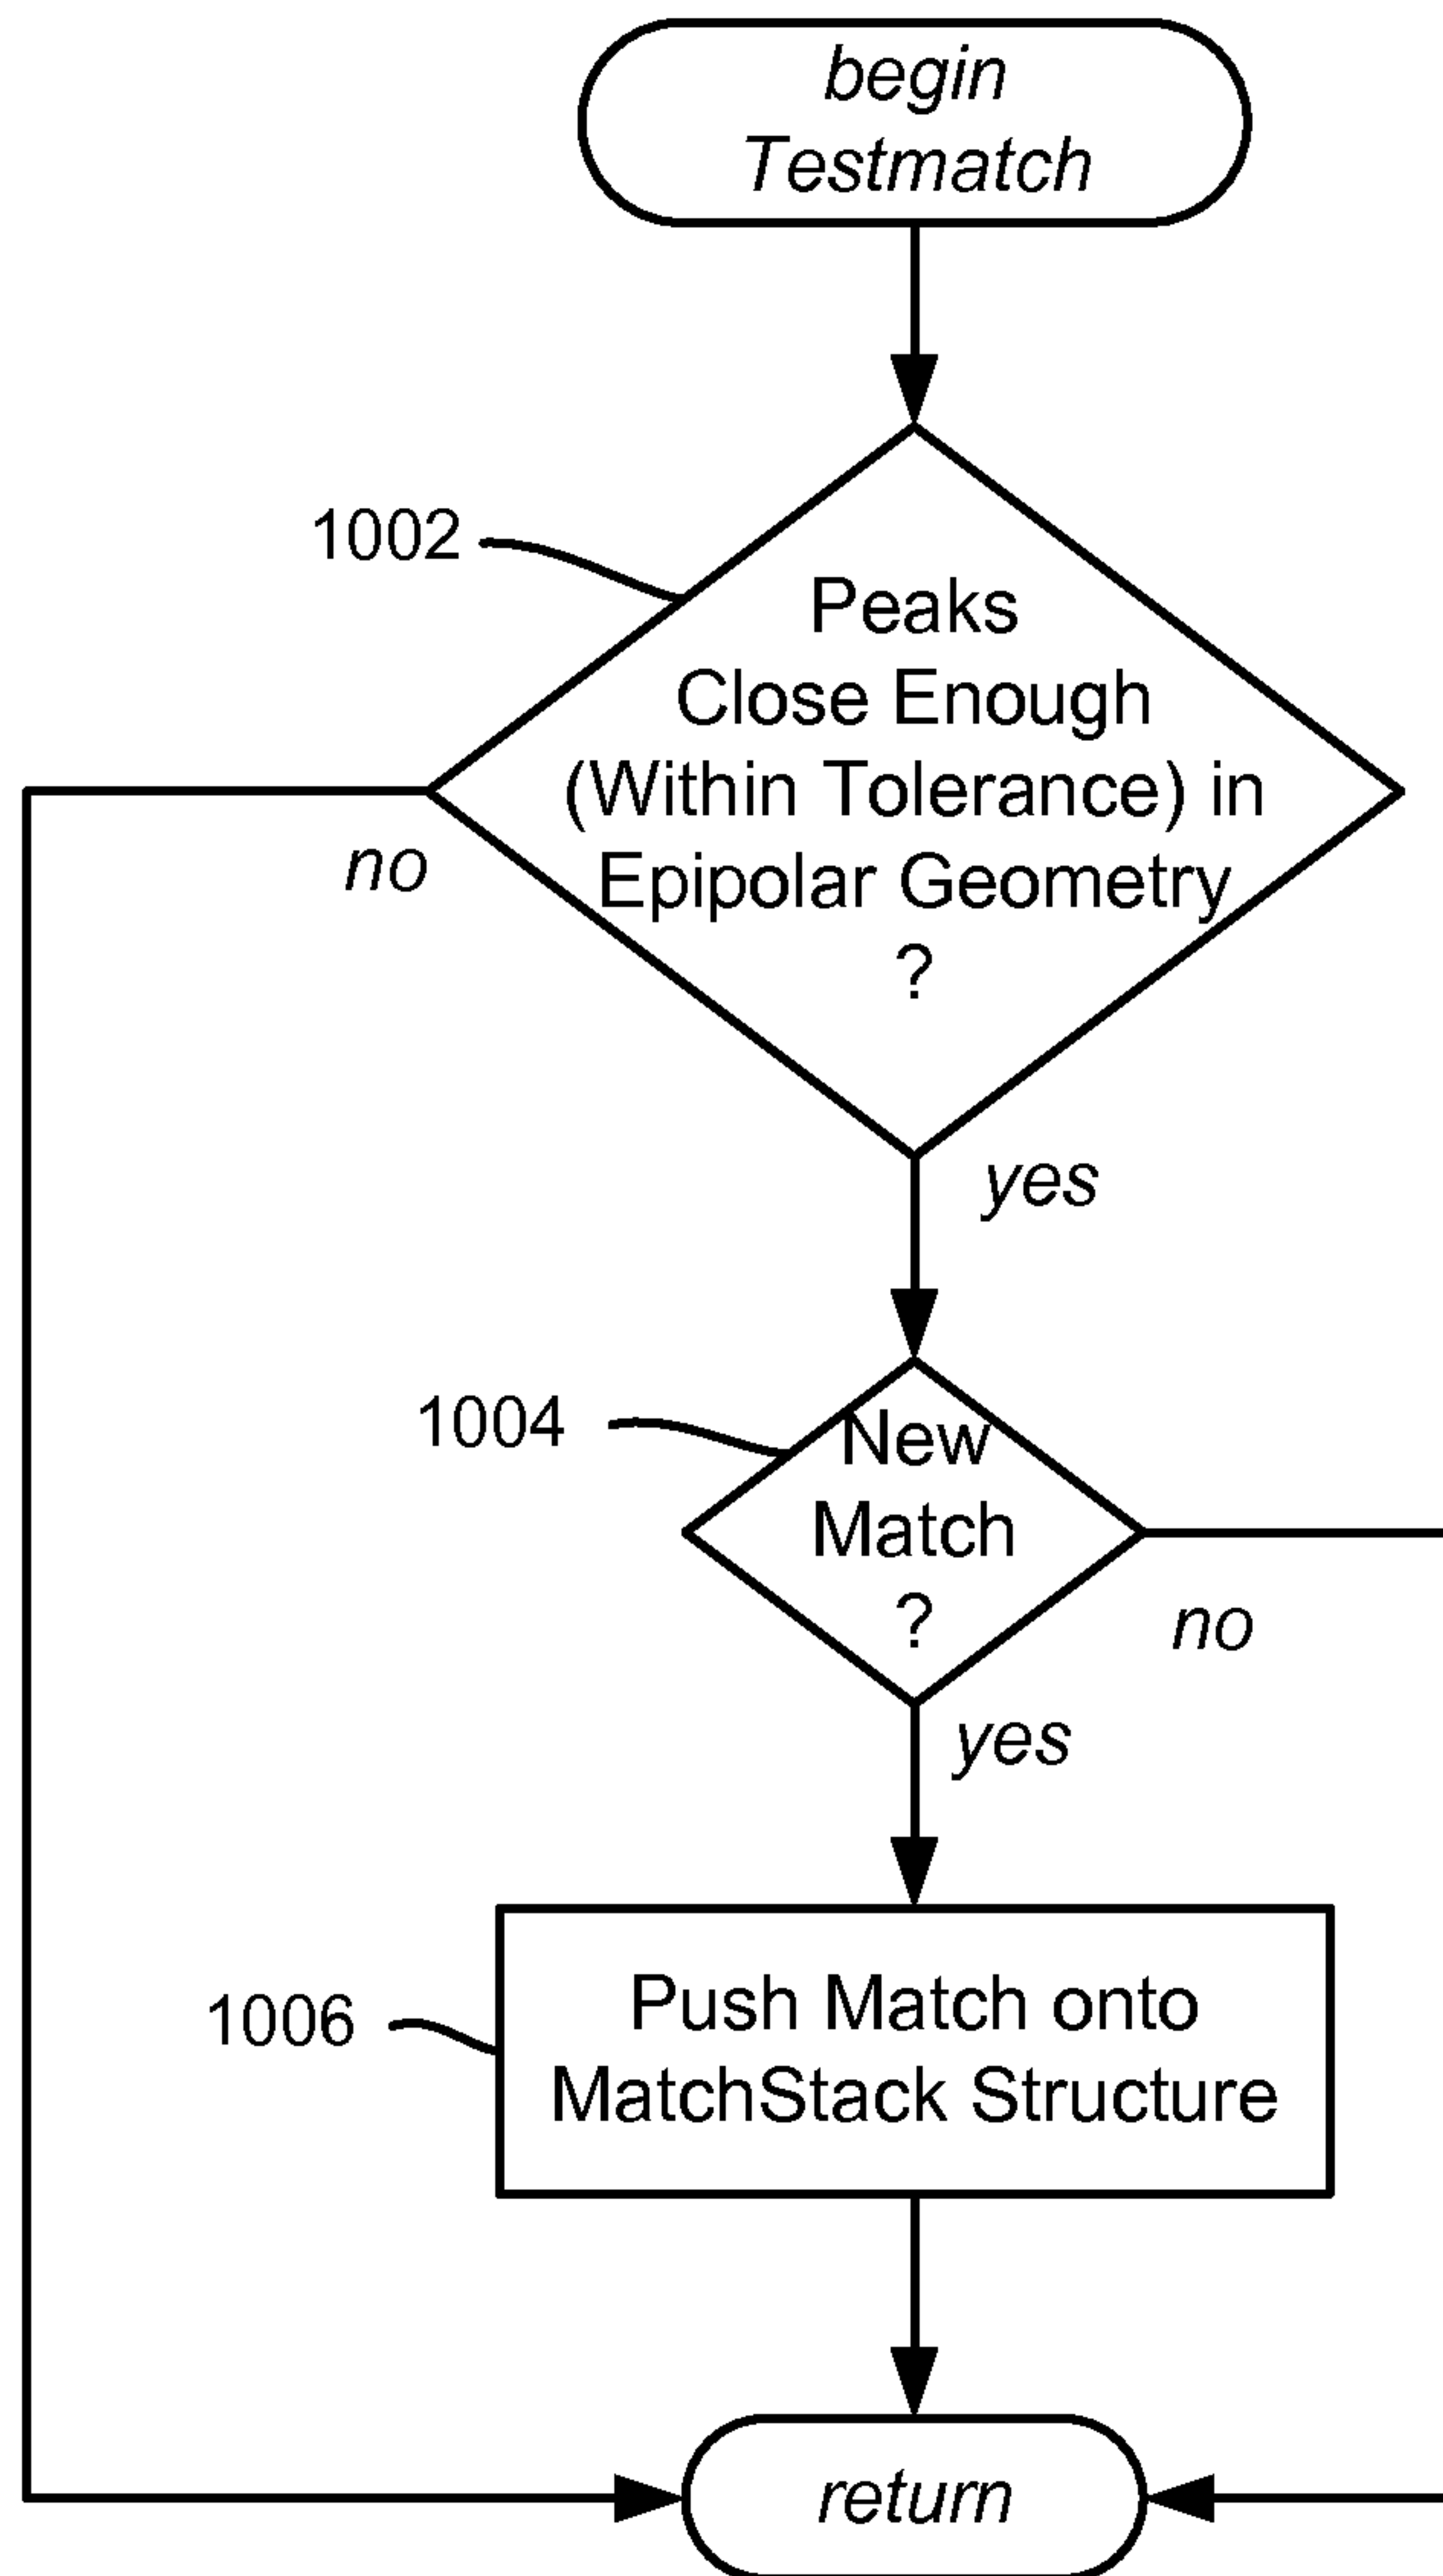 begin
Testmatch
1002
Peaks
Close Enough
(Within Tolerance) in
Epipolar Geometry
?
no
yes
1004
New
Match
?
no
yes
1006
Push Match onto
MatchStack Structure
return